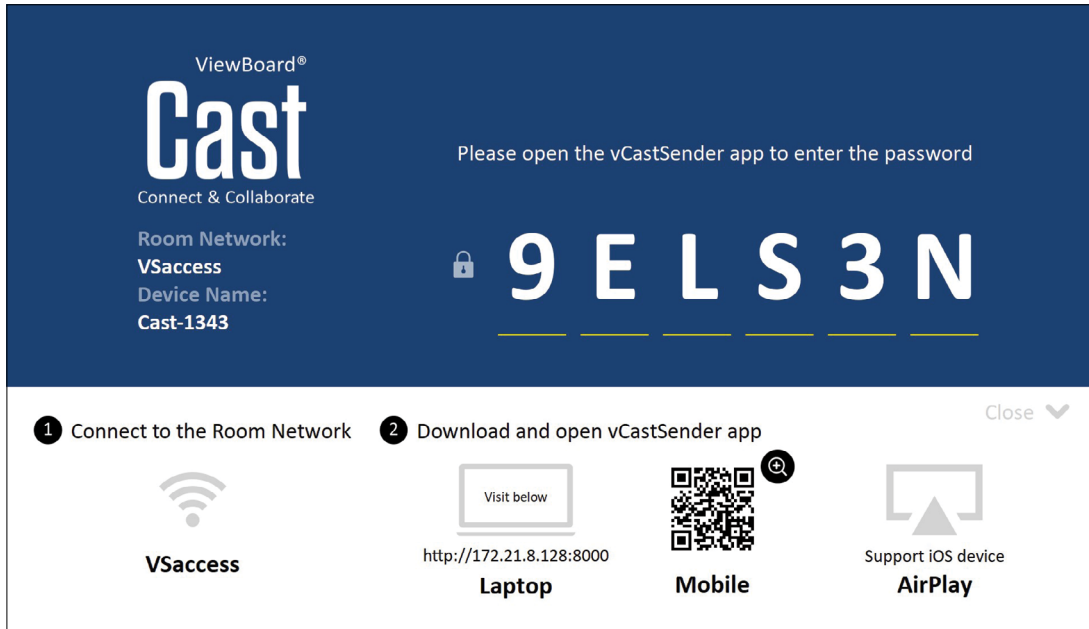 ViewBoard®
Cast
Connect & Collaborate
Room Network:
VSaccess
Device Name:
Cast-1343
Please open the vCastSender app to enter the password
9 E L S 3 N
Close
1 Connect to the Room Network
VSaccess
2 Download and open vCastSender app
Visit below
http://172.21.8.128:8000
Laptop
Mobile
Support iOS device
AirPlay